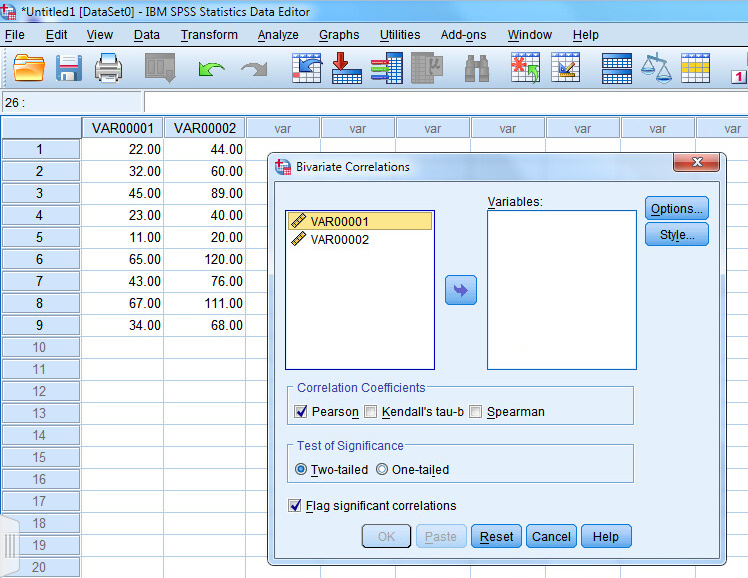 *Untitled1 [DataSet0] - IBM SPSS Statistics Data Editor
File Edit View Data Transform Analyze Graphs Utilities Add-ons Window Help
1
26 :
VAR00001 VAR00002 var var var var var var var
1 22.00 44.00
2 32.00 60.00
3 45.00 89.00
4 23.00 40.00
5 11.00 20.00
6 65.00 120.00
7 43.00 76.00
8 67.00 111.00
9 34.00 68.00
10
11
12
13
14
15
16
17
18
19
20
Bivariate Correlations
Variables:
VAR00001
VAR00002
Options...
Style...
Correlation Coefficients
Pearson Kendall's tau-b Spearman
Test of Significance
Two-tailed One-tailed
Flag significant correlations
OK Paste Reset Cancel Help